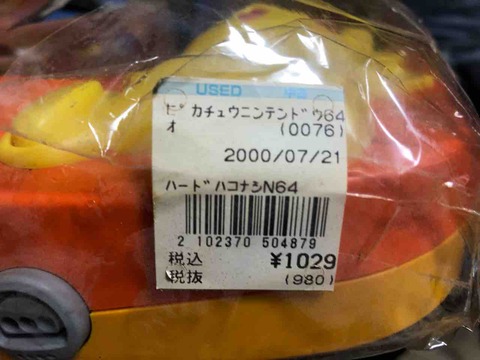 USED 中古
ピカチュウニンテンドウ64
オ (0076)
2000/07/21
ハードハコナシN64
2 102370 504879
税込 ¥1029
税抜 (980)